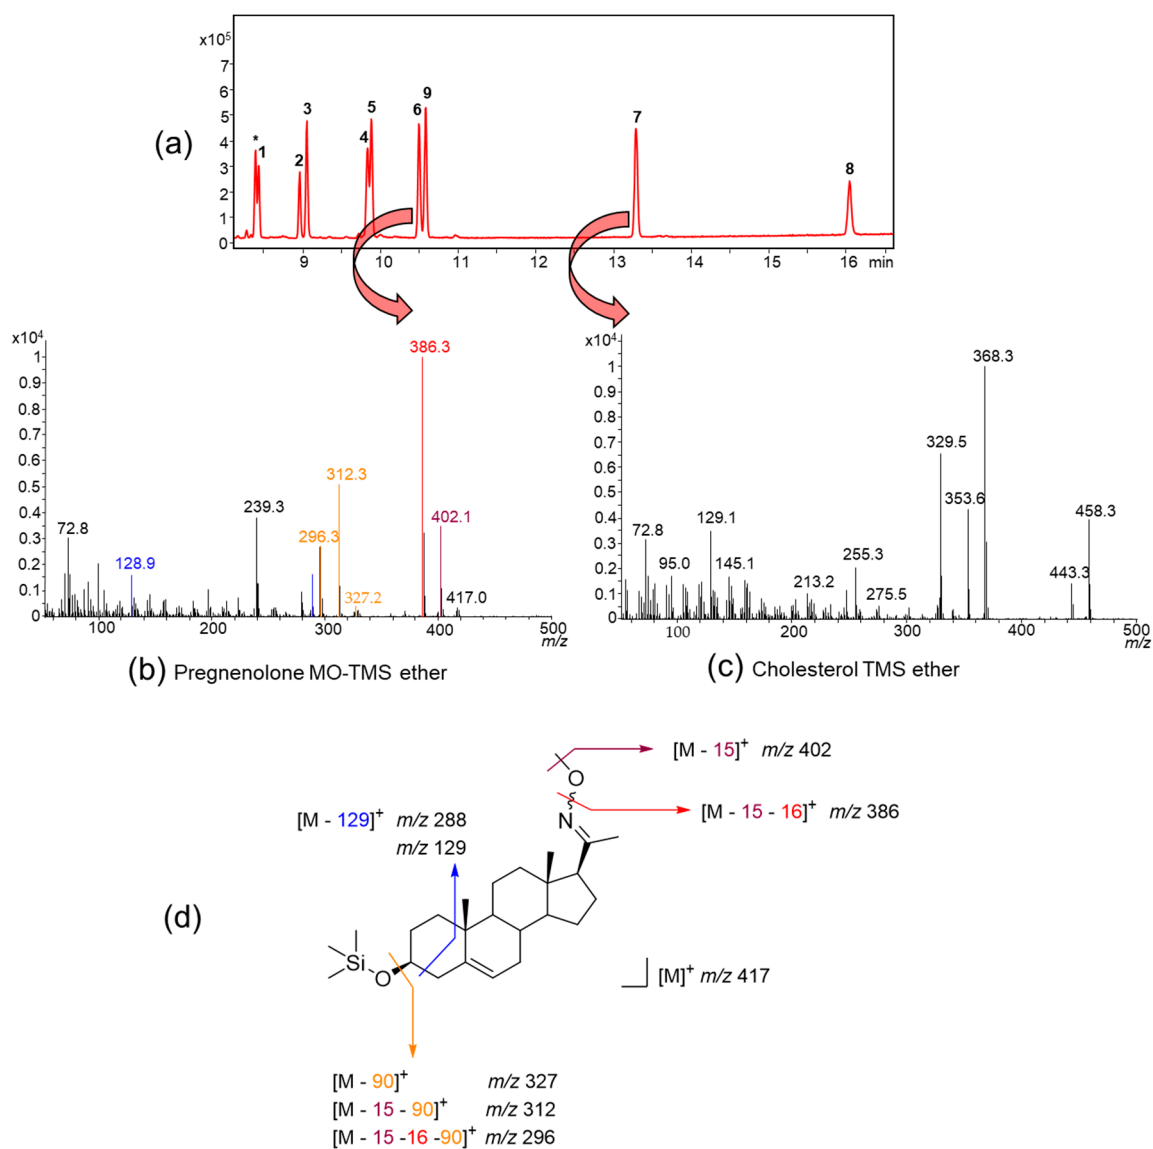 (a)
x10⁵
7
6
5
4
3
2
1
0
* 1 2 3 4 5 6 9 7 8
9 10 11 12 13 14 15 16 min
x10⁴
1
0.9
0.8
0.7
0.6
0.5
0.4
0.3
0.2
0.1
0
72.8
128.9
239.3
296.3
312.3
327.2
386.3
402.1
417.0
100 200 300 400 500
m/z
(b) Pregnenolone MO-TMS ether
x10⁴
1
0.9
0.8
0.7
0.6
0.5
0.4
0.3
0.2
0.1
0
72.8
95.0
129.1
145.1
213.2
255.3
275.5
329.5
353.6
368.3
443.3
458.3
100 200 300 400 500
m/z
(c) Cholesterol TMS ether
(d)
[M - 15]⁺ m/z 402
O
[M - 15 - 16]⁺ m/z 386
N
[M - 129]⁺ m/z 288
m/z 129
Si
O
[M]⁺ m/z 417
[M - 90]⁺ m/z 327
[M - 15 - 90]⁺ m/z 312
[M - 15 -16 -90]⁺ m/z 296